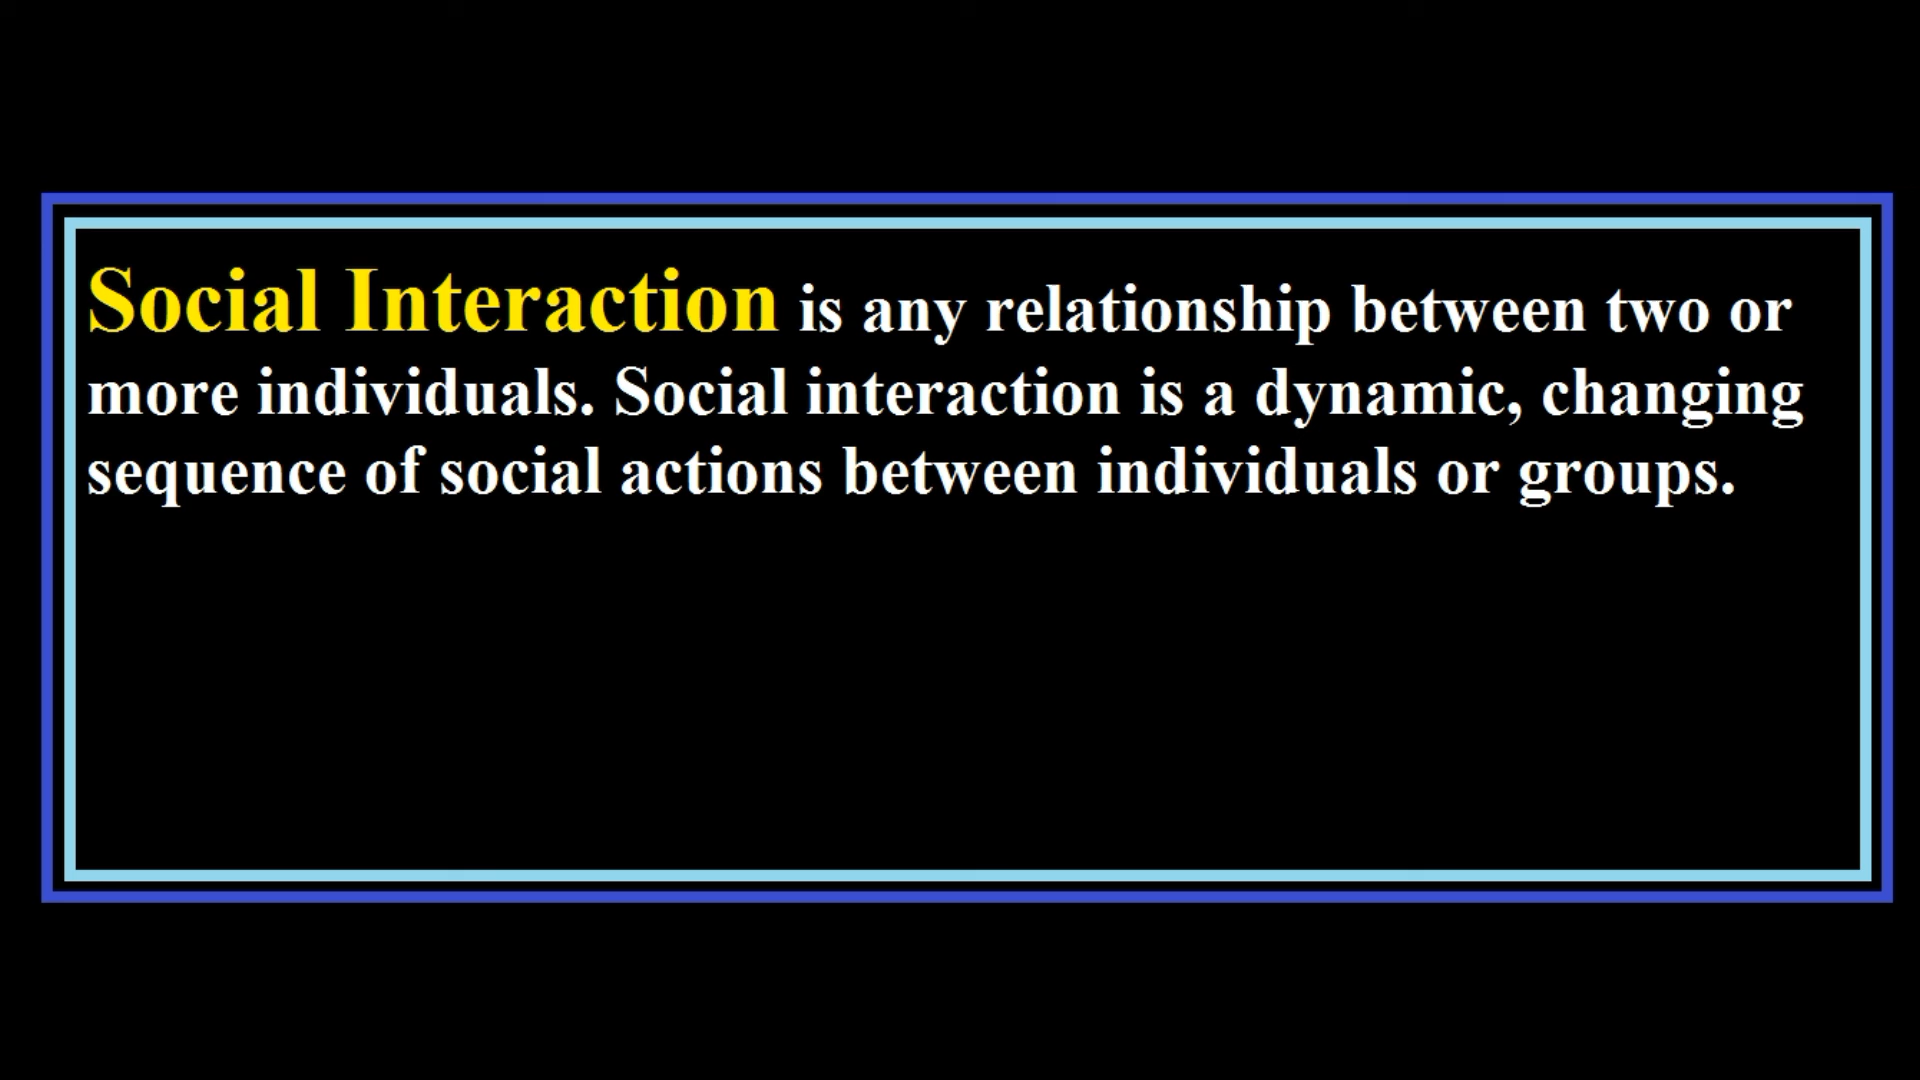 Social Interaction is any relationship between two or
more individuals. Social interaction is a dynamic, changing
sequence of social actions between individuals or groups.